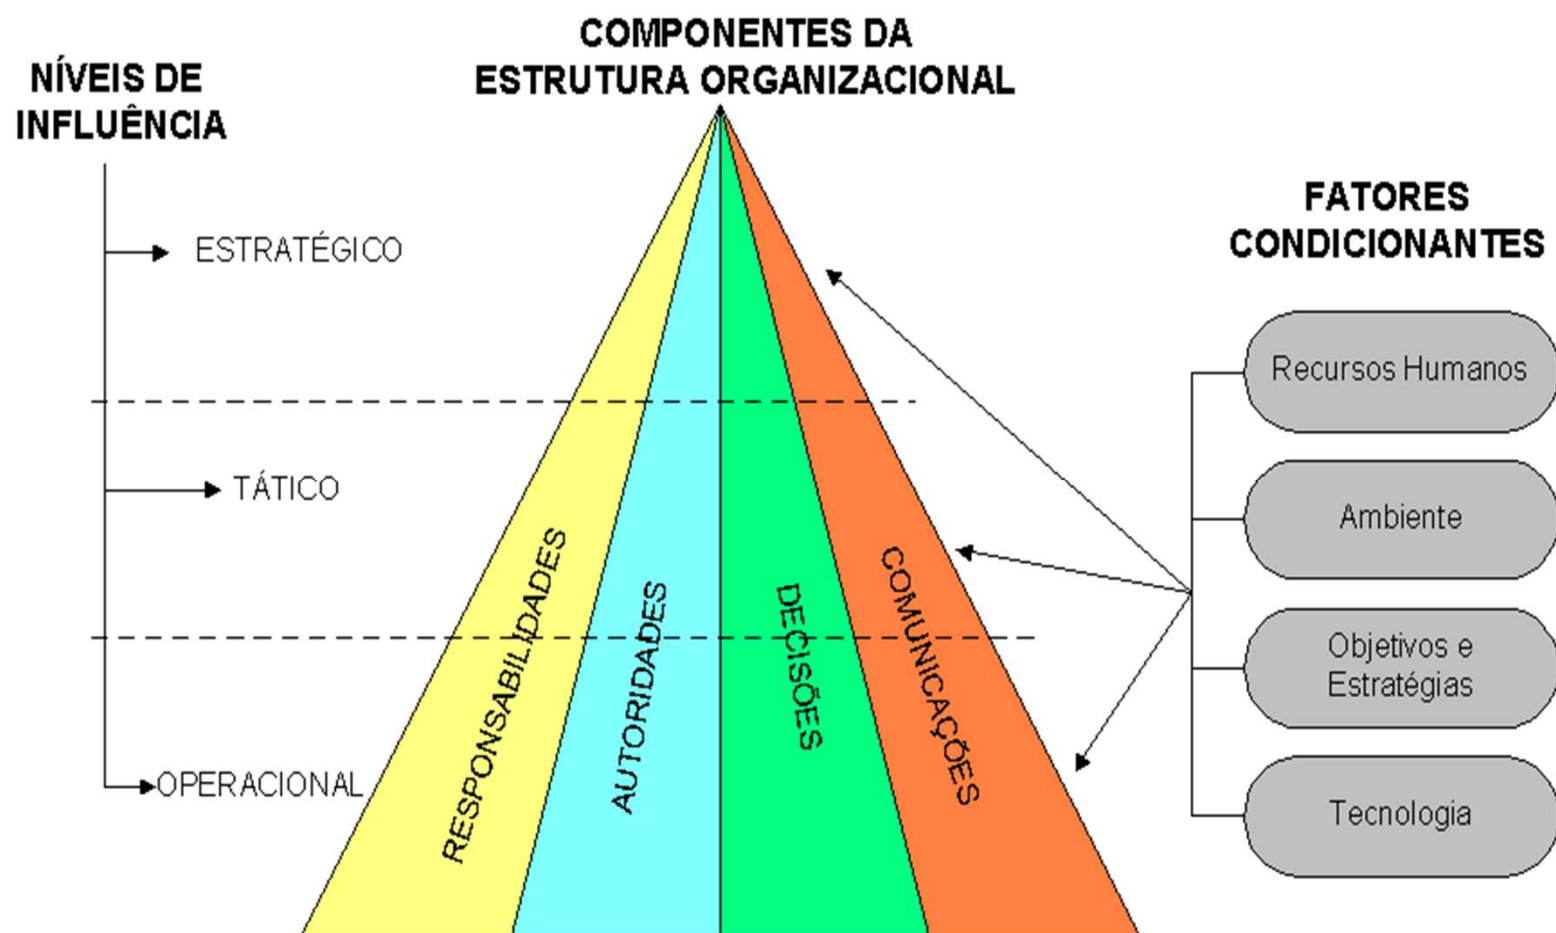 COMPONENTES DA
ESTRUTURA ORGANIZACIONAL
NÍVEIS DE
INFLUÊNCIA
ESTRATÉGICO
TÁTICO
OPERACIONAL
RESPONSABILIDADES
AUTORIDADES
DECISÕES
COMUNICAÇÕES
FATORES
CONDICIONANTES
Recursos Humanos
Ambiente
Objetivos e
Estratégias
Tecnologia